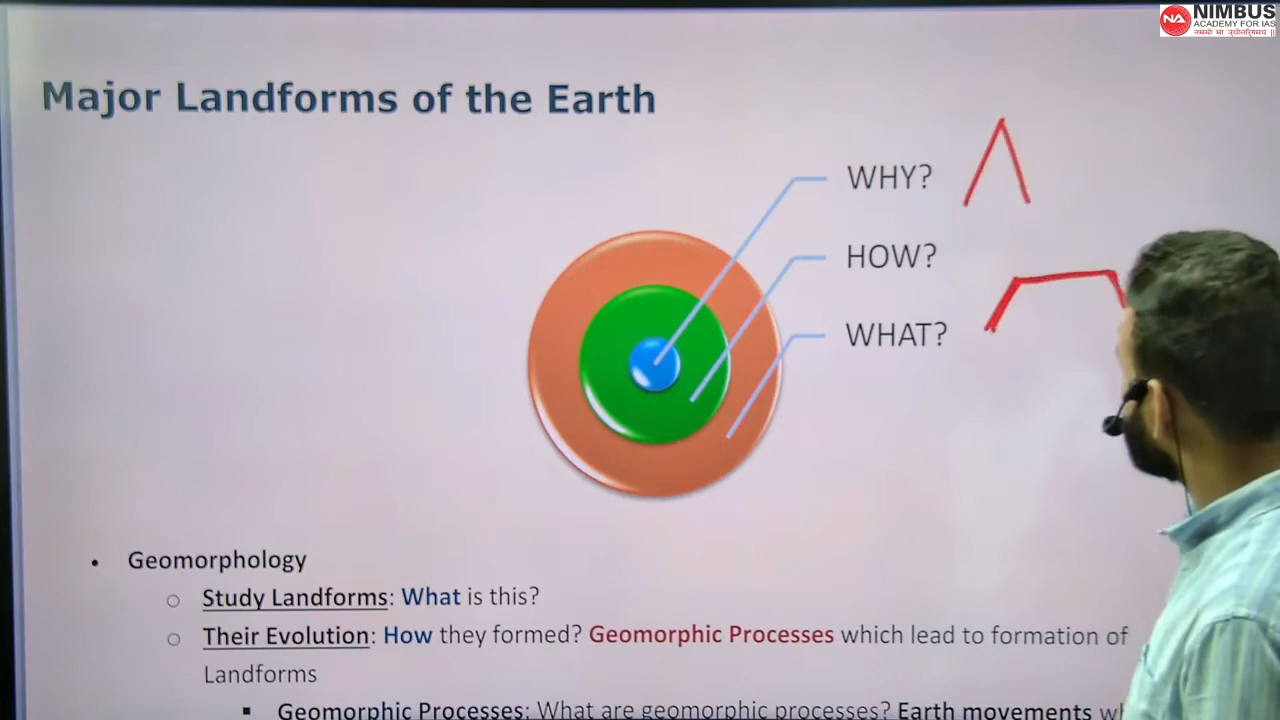 NIMBUS
ACADEMY FOR IAS
NA
Major Landforms of the Earth
WHY?
HOW?
WHAT?
• Geomorphology
○ Study Landforms: What is this?
○ Their Evolution: How they formed? Geomorphic Processes which lead to formation of
Landforms
▪ Geomorphic Processes: What are geomorphic processes? Earth movements